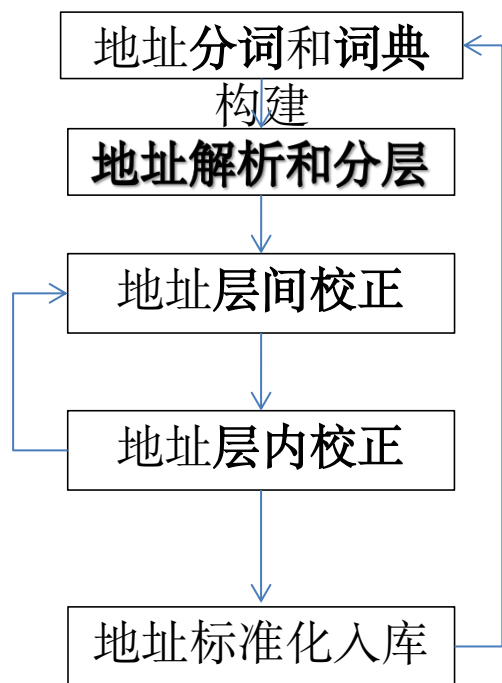 地址分词和词典
构建
地址解析和分层
地址层间校正
地址层内校正
地址标准化入库